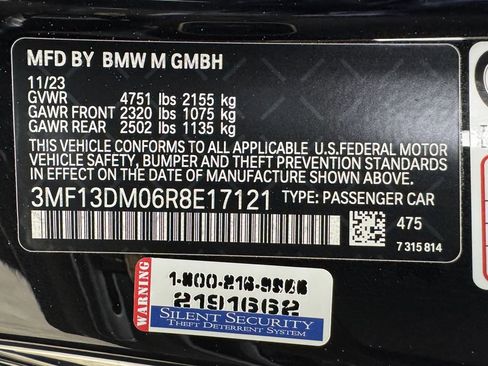 MFD BY BMW M GMBH
11/23
GVWR 4751 lbs 2155 kg
GAWR FRONT 2320 lbs 1075 kg
GAWR REAR 2502 lbs 1135 kg
THIS VEHICLE CONFORMS TO ALL APPLICABLE U.S.FEDERAL MOTOR
VEHICLE SAFETY, BUMPER, AND THEFT PREVENTION STANDARDS
IN EFFECT ON THE DATE OF MANUFACTURE SHOWN ABOVE.
3MF13DM06R8E17121 TYPE: PASSENGER CAR
475
7 315 814
WARNING
2191662
SILENT SECURITY
THEFT DETERRENT SYSTEM